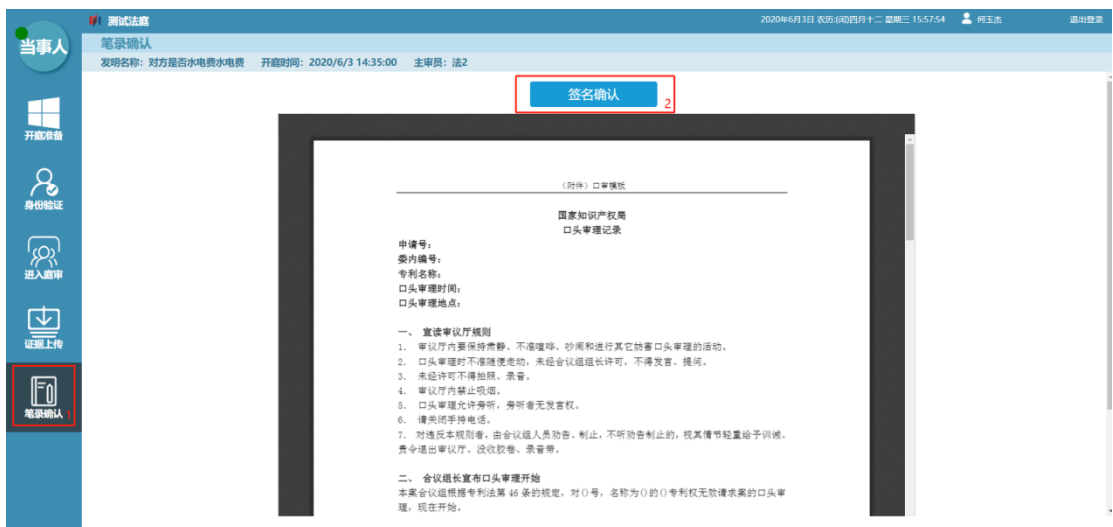 测试法庭
2020年6月3日 农历:(闰)四月十二 星期三 15:57:54
何玉杰
退出登录
当事人
笔录确认
发明名称：对方是否水电费水电费 开庭时间：2020/6/3 14:35:00 主审员：法2
开庭准备
身份验证
进入庭审
证据上传
笔录确认 1
签名确认 2
（附件）口审模板
国家知识产权局
口头审理记录
申请号：
委内编号：
专利名称：
口头审理时间：
口头审理地点：
一、 宣读审议厅规则
1. 审议厅内要保持肃静、不准喧哗、吵闹和进行其它妨害口头审理的活动。
2. 口头审理时不准随便走动，未经合议组组长许可，不得发言、提问。
3. 未经许可不得拍照、录音。
4. 审议厅内禁止吸烟。
5. 口头审理允许旁听，旁听者无发言权。
6. 请关闭手持电话。
7. 对违反本规则者，由合议组人员劝告、制止，不听劝告制止的，视其情节轻重给予训诫、
责令退出审议厅、没收胶卷、录音带。
二、 合议组长宣布口头审理开始
本案合议组根据专利法第 46 条的规定，对()号，名称为()的()专利权无效请求案的口头审
理，现在开始。